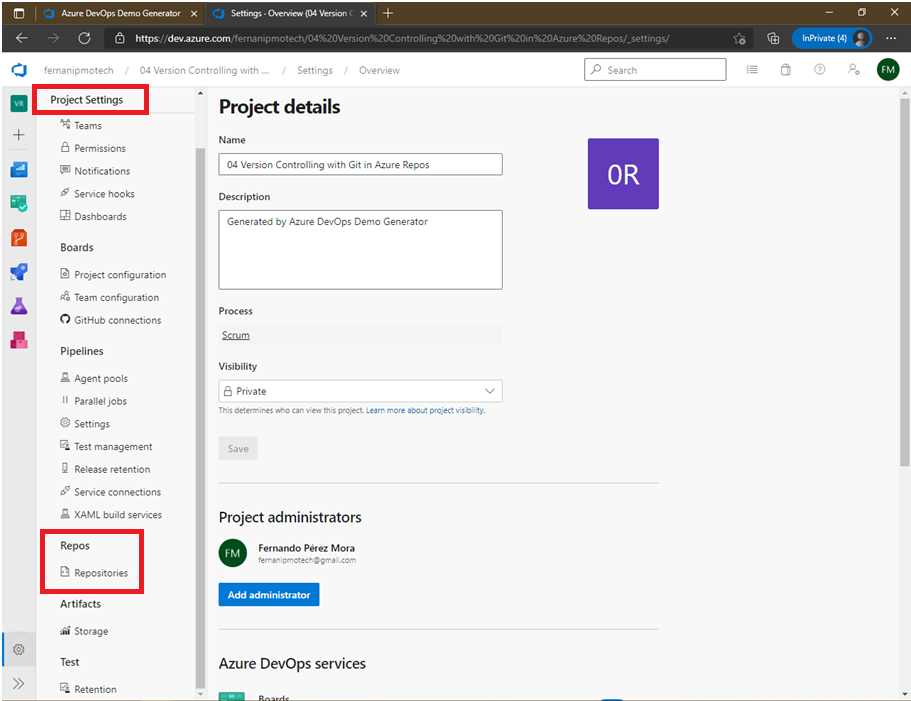 Azure DevOps Demo Generator
Settings - Overview (04 Version C
https://dev.azure.com/fernanipmotech/04%20Version%20Controlling%20with%20Git%20in%20Azure%20Repos/_settings/
InPrivate (4)
fernanipmotech / 04 Version Controlling with ... / Settings / Overview
Search
FM
VR
Project Settings
Teams
Permissions
Notifications
Service hooks
Dashboards
Boards
Project configuration
Team configuration
GitHub connections
Pipelines
Agent pools
Parallel jobs
Settings
Test management
Release retention
Service connections
XAML build services
Repos
Repositories
Artifacts
Storage
Test
Retention
Project details
Name
04 Version Controlling with Git in Azure Repos
0R
Description
Generated by Azure DevOps Demo Generator
Process
Scrum
Visibility
Private
This determines who can view this project. Learn more about project visibility.
Save
Project administrators
FM
Fernando Pérez Mora
fernanipmotech@gmail.com
Add administrator
Azure DevOps services
Boards